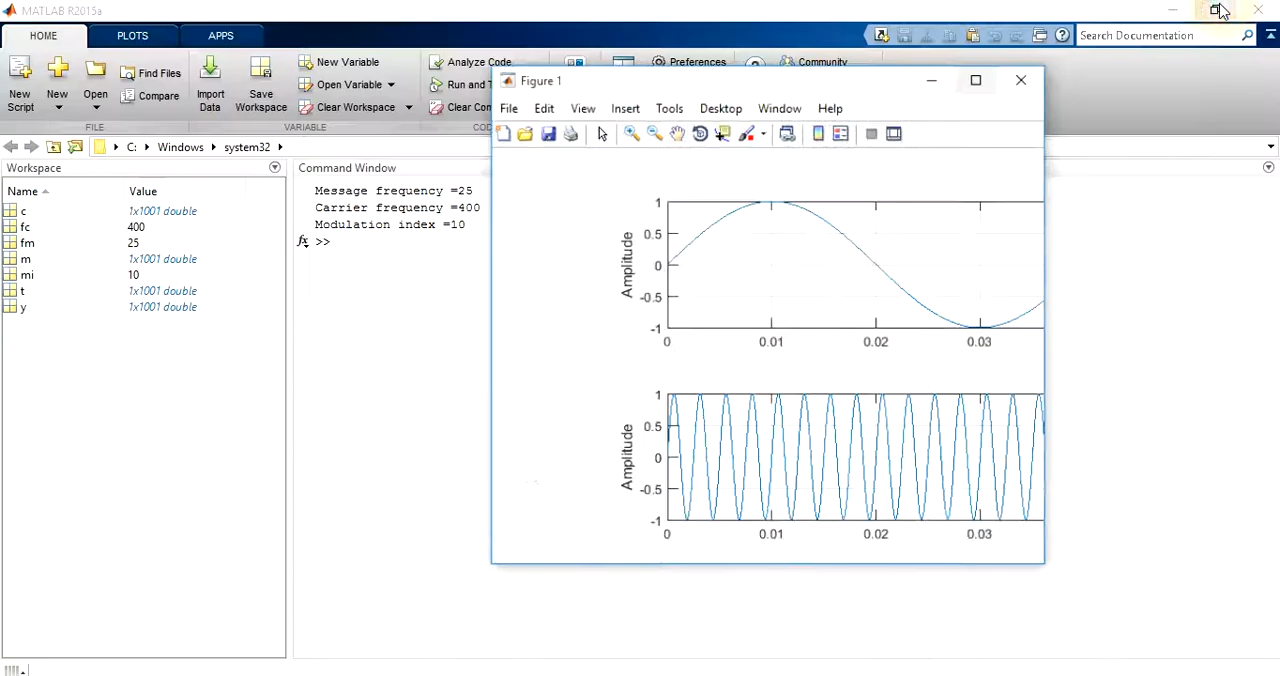 MATLAB R2015a
HOME PLOTS APPS Search Documentation
New Script
New
Open
Find Files
Compare
Import Data
Save Workspace
New Variable
Open Variable
Clear Workspace
Analyze Code
Run and T
Clear Com
Preferences
Community
FILE VARIABLE COD
C: Windows system32
Workspace
Name Value
c 1x1001 double
fc 400
fm 25
m 1x1001 double
mi 10
t 1x1001 double
y 1x1001 double
Command Window
Message frequency =25
Carrier frequency =400
Modulation index =10
fx >>
Figure 1
File Edit View Insert Tools Desktop Window Help
Amplitude
1
0.5
0
-0.5
-1
0 0.01 0.02 0.03
Amplitude
1
0.5
0
-0.5
-1
0 0.01 0.02 0.03